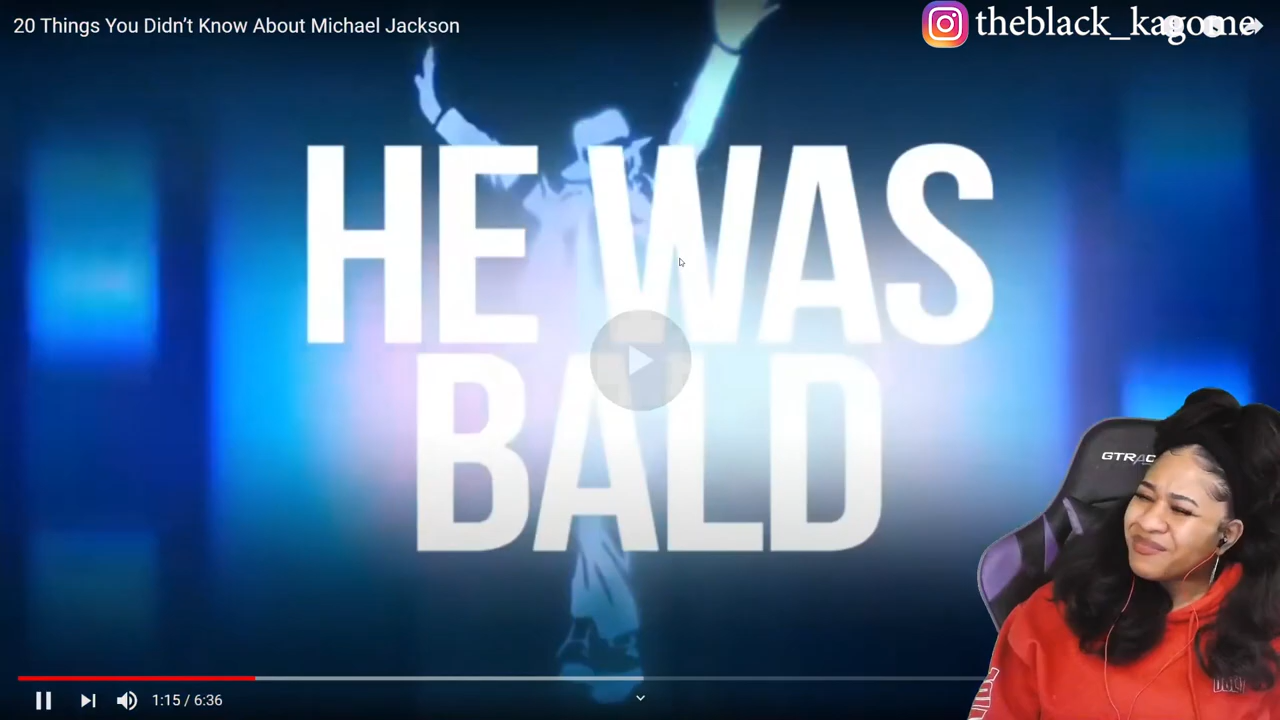 20 Things You Didn’t Know About Michael Jackson
theblack_kagome
HE WAS
BALD
GTRAC
1:15 / 6:36